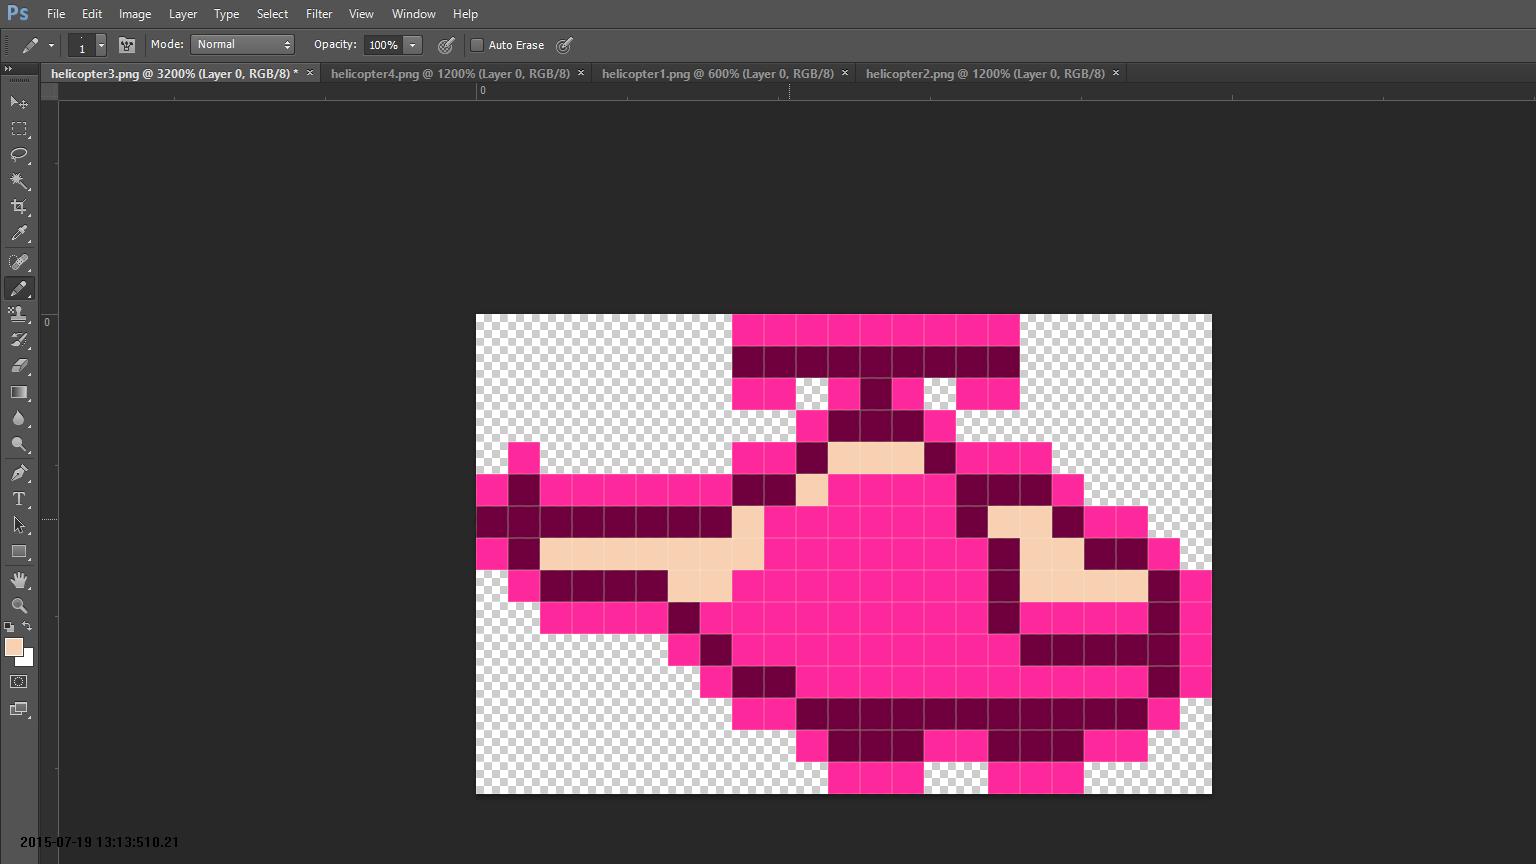 Ps File Edit Image Layer Type Select Filter View Window Help
1 Mode: Normal Opacity: 100% Auto Erase
helicopter3.png @ 3200% (Layer 0, RGB/8) * × helicopter4.png @ 1200% (Layer 0, RGB/8) × helicopter1.png @ 600% (Layer 0, RGB/8) × helicopter2.png @ 1200% (Layer 0, RGB/8) ×
0
0
T
2015-07-19 13:13:510.21